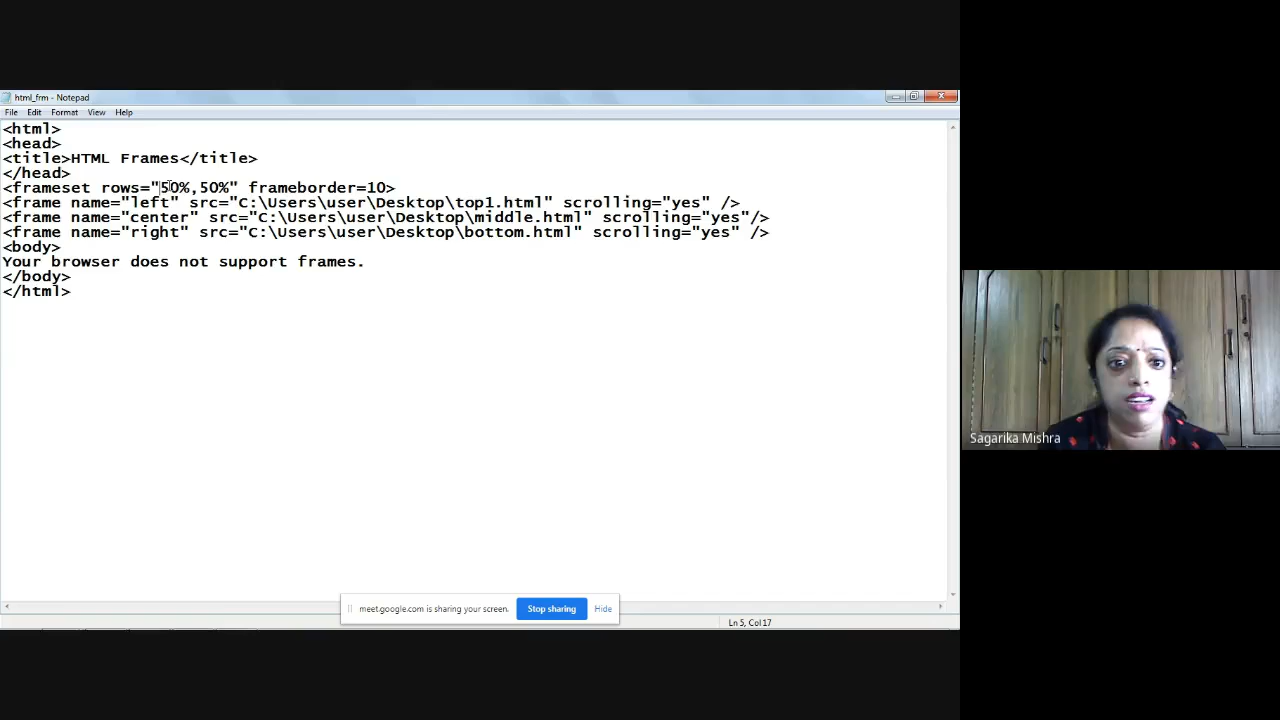 html_frm - Notepad
File Edit Format View Help
<html>
<head>
<title>HTML Frames</title>
</head>
<frameset rows="50%,50%" frameborder=10>
<frame name="left" src="C:\Users\user\Desktop\top1.html" scrolling="yes" />
<frame name="center" src="C:\Users\user\Desktop\middle.html" scrolling="yes"/>
<frame name="right" src="C:\Users\user\Desktop\bottom.html" scrolling="yes" />
<body>
Your browser does not support frames.
</body>
</html>
Sagarika Mishra
meet.google.com is sharing your screen. Stop sharing Hide
Ln 5, Col 17